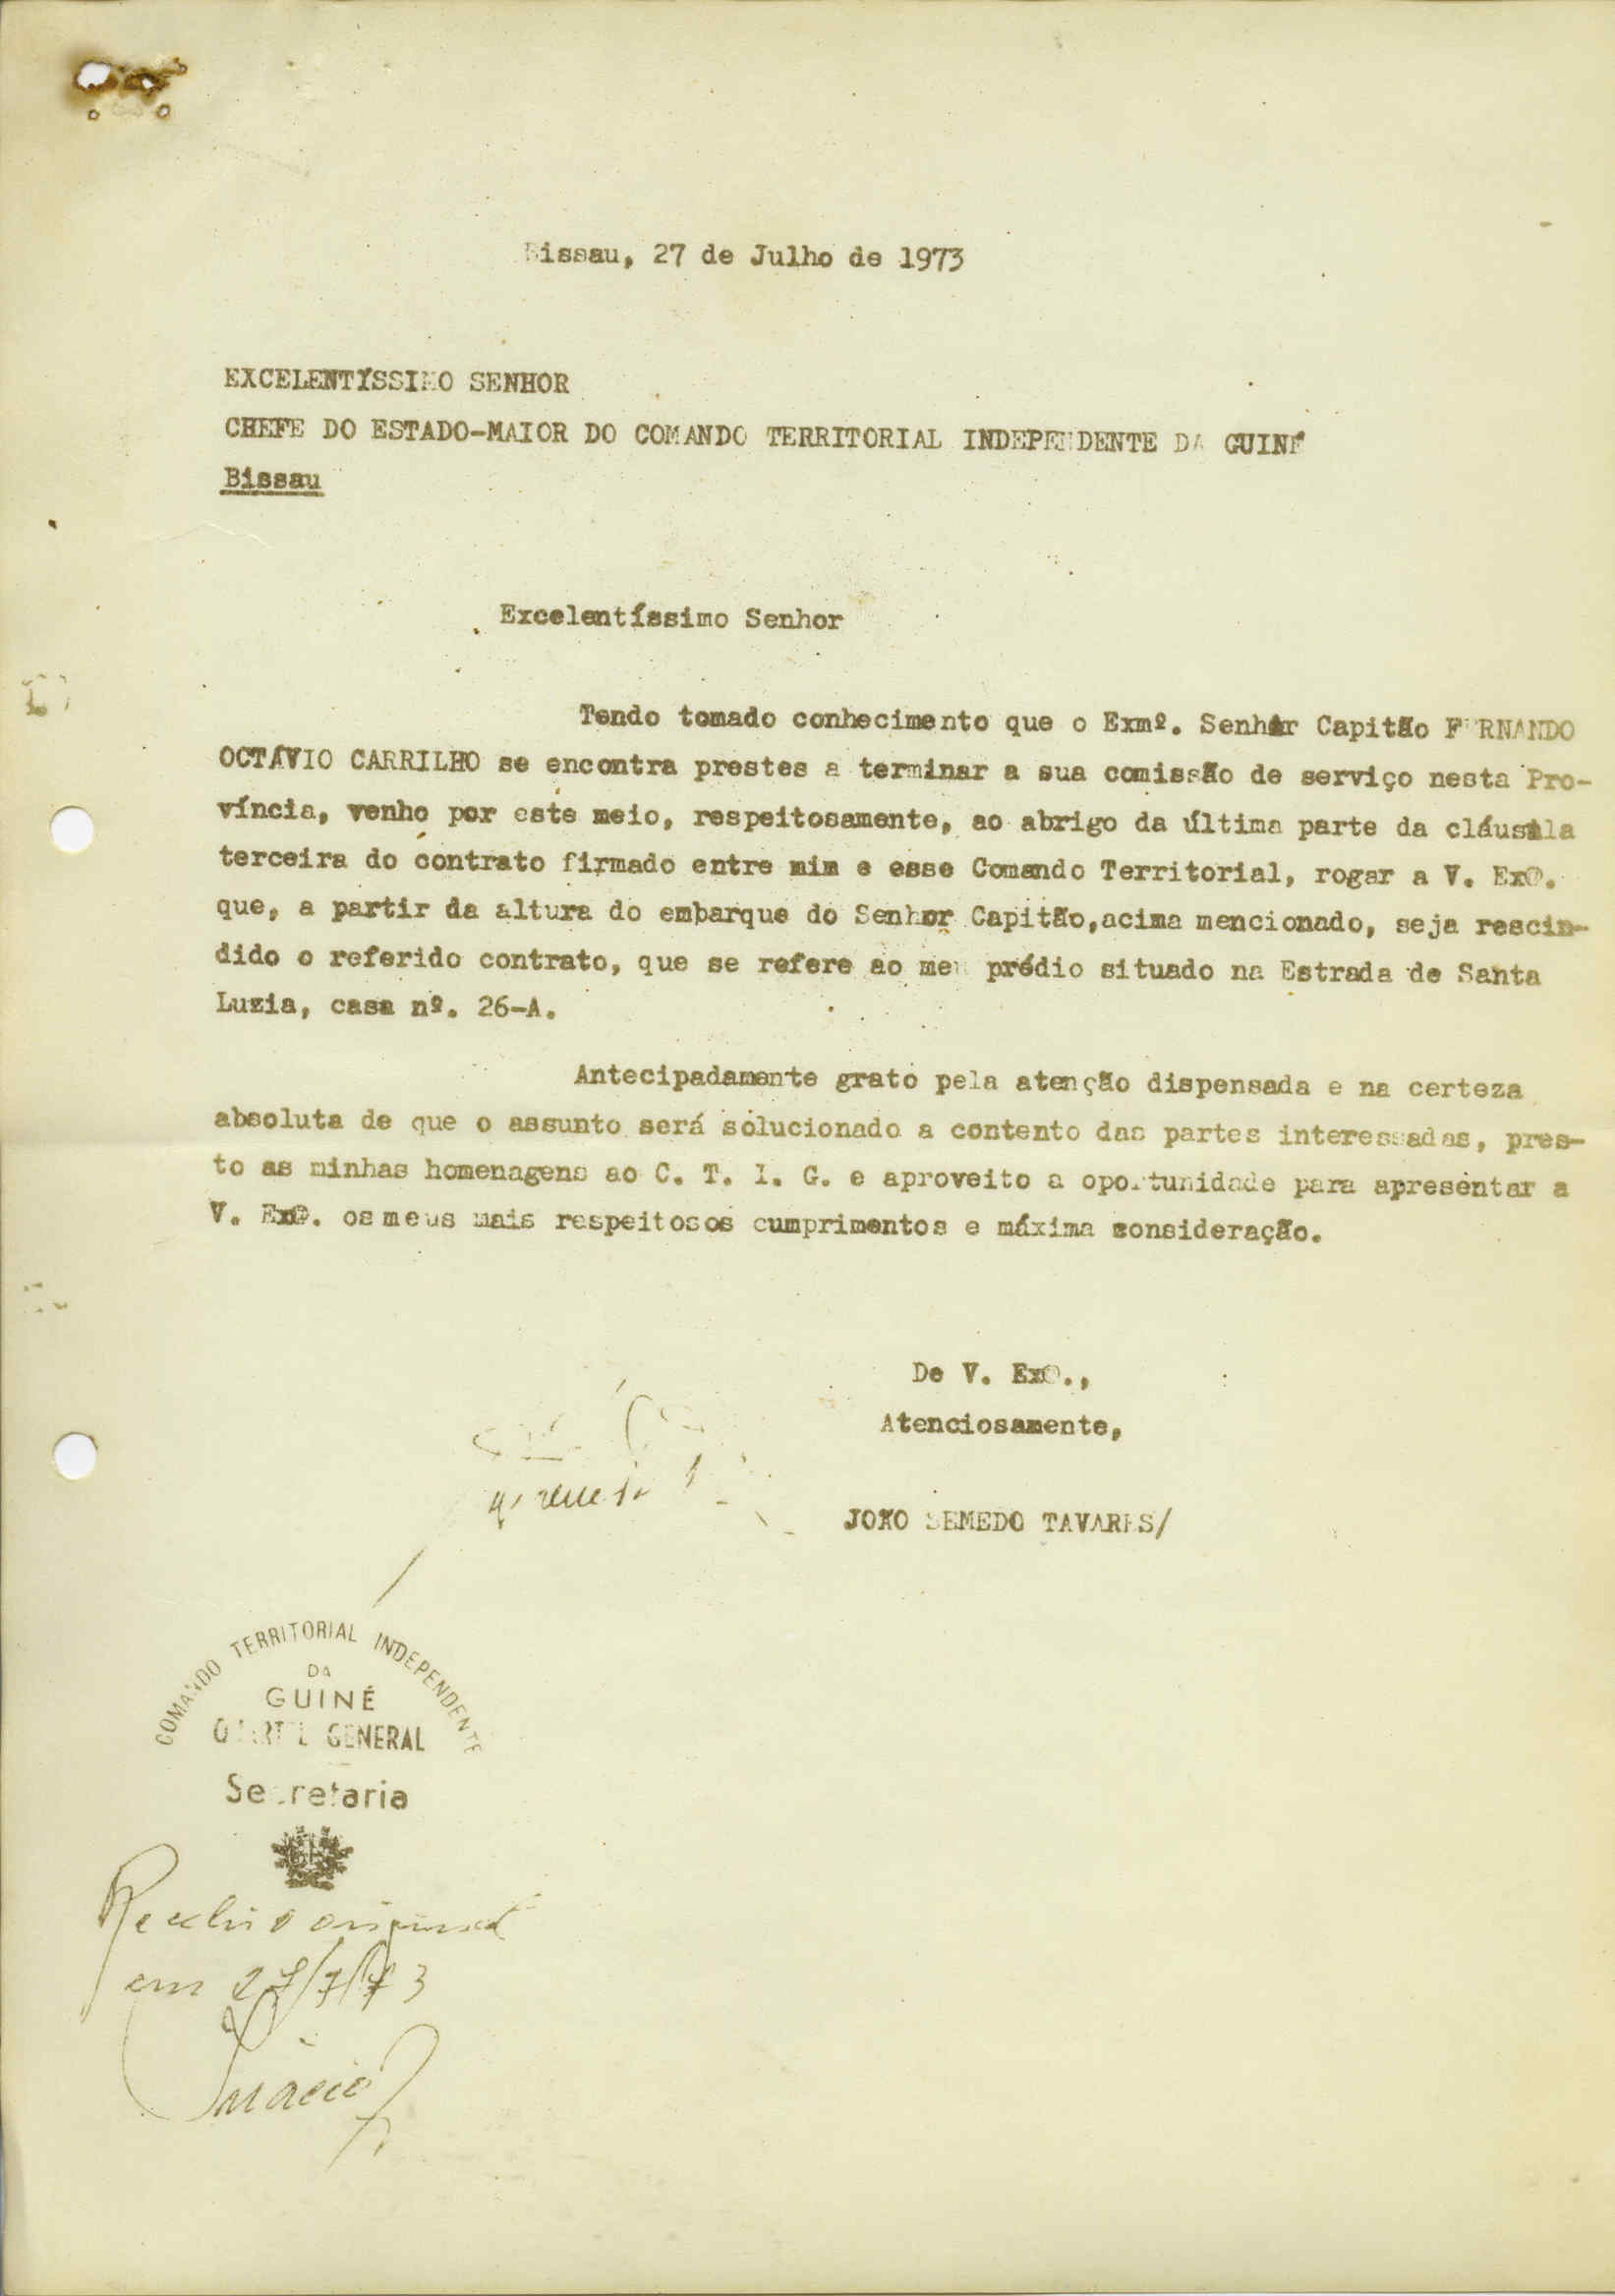 Bissau, 27 de Julho de 1973
EXCELENTÍSSIMO SENHOR
CHEFE DO ESTADO-MAIOR DO COMANDO TERRITORIAL INDEPENDENTE DA GUINÉ
Bissau
Excelentíssimo Senhor
Tendo tomado conhecimento que o Exmº. Senhor Capitão FERNANDO
OCTÁVIO CARRILHO se encontra prestes a terminar a sua comissão de serviço nesta Pro-
víncia, venho por este meio, respeitosamente, ao abrigo da última parte da cláusula
terceira do contrato firmado entre mim e esse Comando Territorial, rogar a V. Exª.
que, a partir da altura do embarque do Senhor Capitão,acima mencionado, seja rescin-
dido o referido contrato, que se refere ao meu prédio situado na Estrada de Santa
Luzia, casa nº. 26-A.
Antecipadamente grato pela atenção dispensada e na certeza
absoluta de que o assunto será solucionado a contento das partes interessadas, pres-
to as minhas homenagens ao C. T. I. G. e aproveito a oportunidade para apresentar a
V. Exª. os meus mais respeitosos cumprimentos e máxima consideração.
De V. Exª.,
Atenciosamente,
JOÃO SEMEDO TAVARES/
COMANDO TERRITORIAL INDEPENDENTE
DA
GUINÉ
QUARTEL GENERAL
Secretaria
Recebi o original
em 27/7/73